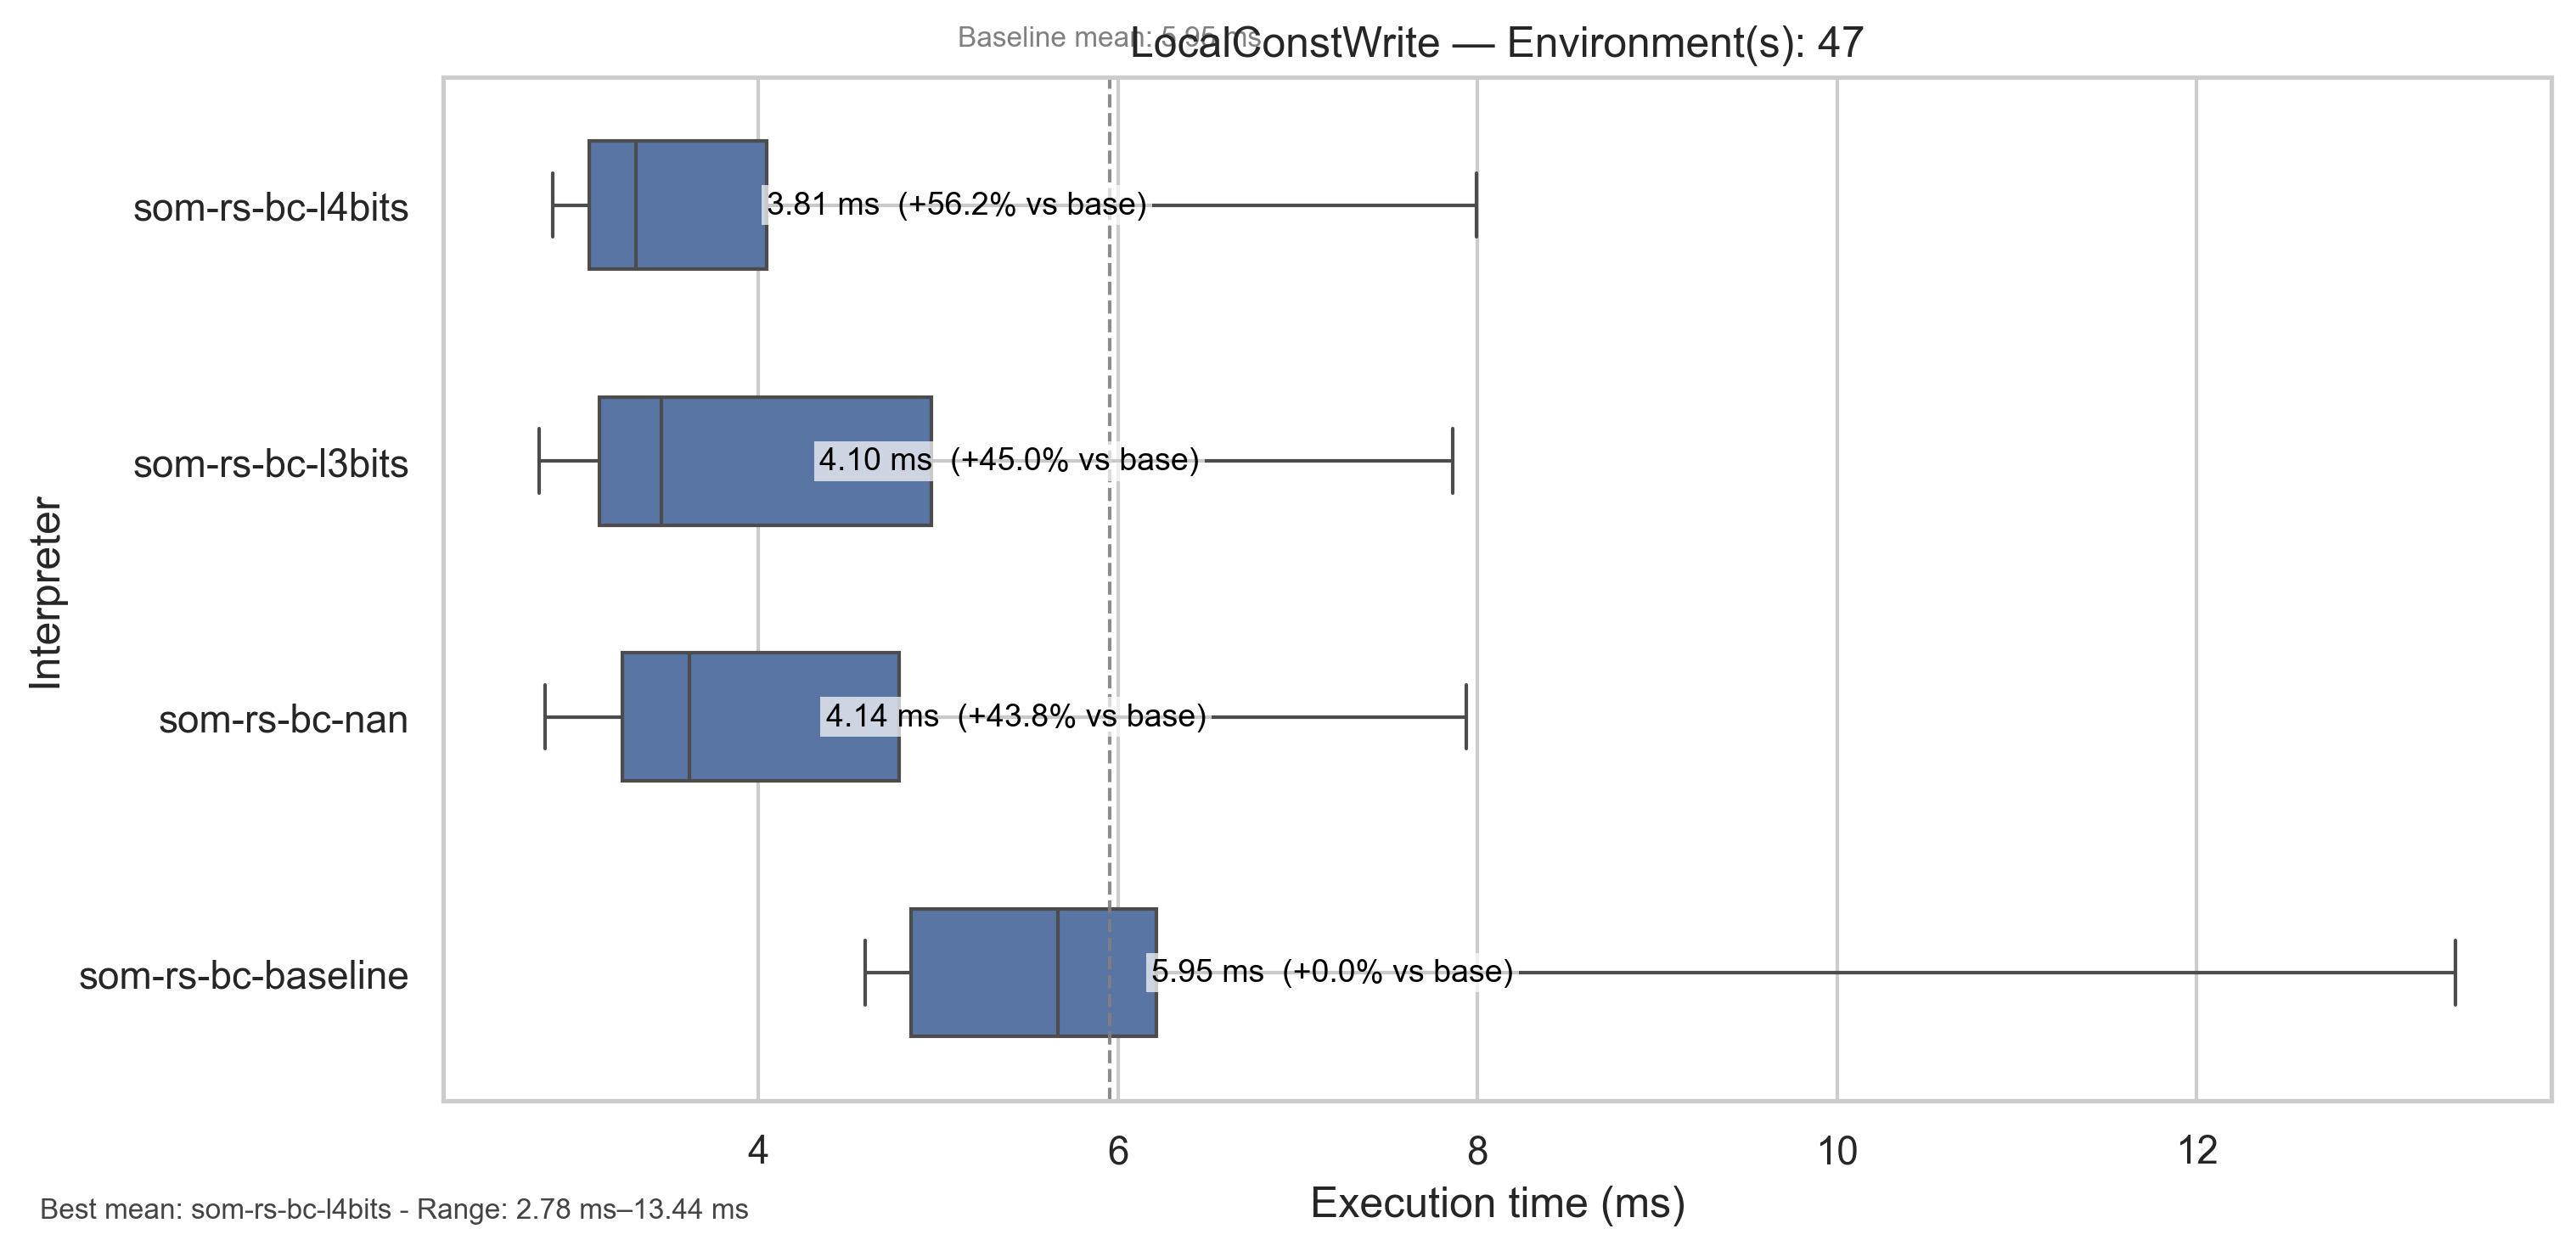 Baseline mean: 5.95 ms
LocalConstWrite — Environment(s): 47
som-rs-bc-l4bits
3.81 ms (+56.2% vs base)
som-rs-bc-l3bits
4.10 ms (+45.0% vs base)
Interpreter
som-rs-bc-nan
4.14 ms (+43.8% vs base)
som-rs-bc-baseline
5.95 ms (+0.0% vs base)
4 6 8 10 12
Execution time (ms)
Best mean: som-rs-bc-l4bits - Range: 2.78 ms–13.44 ms